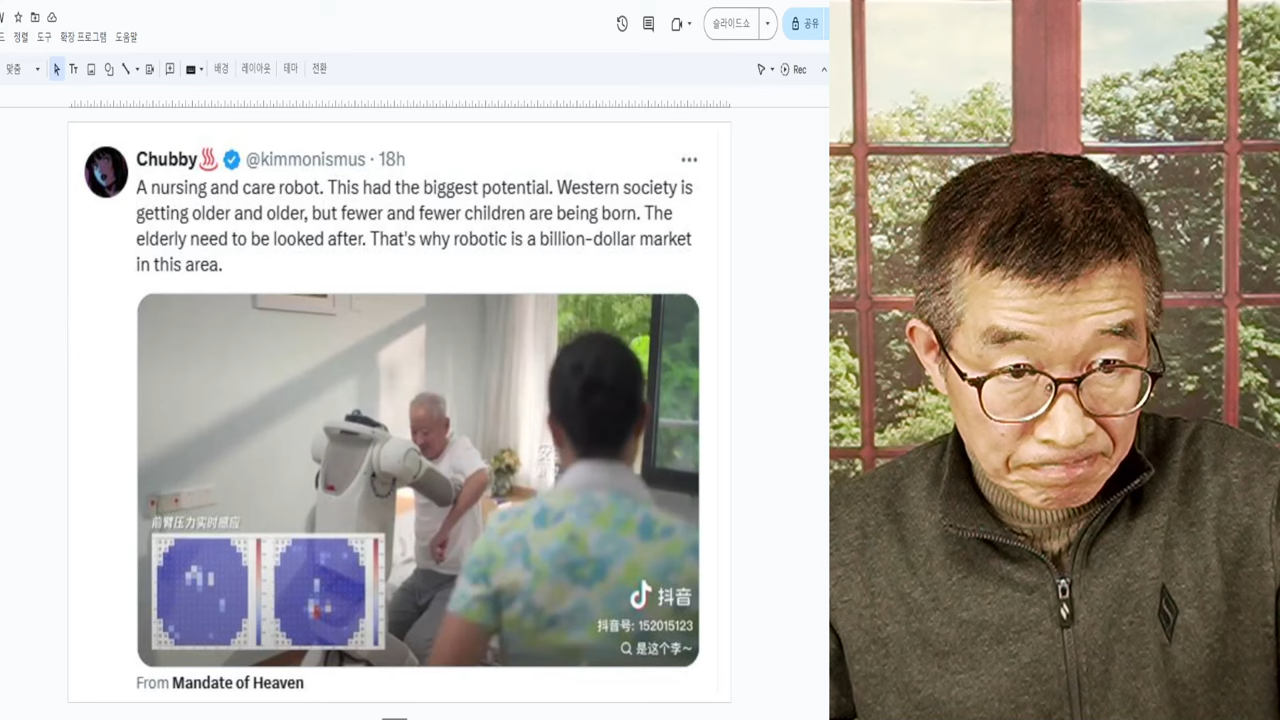 정렬 도구 확장 프로그램 도움말
슬라이드쇼
공유
맞춤
Tт
배경 레이아웃 테마 전환
Rec
Chubby♨️ @kimmonismus · 18h
A nursing and care robot. This had the biggest potential. Western society is
getting older and older, but fewer and fewer children are being born. The
elderly need to be looked after. That's why robotic is a billion-dollar market
in this area.
前臂压力实时感应
抖音
抖音号: 152015123
是这个李~
From Mandate of Heaven